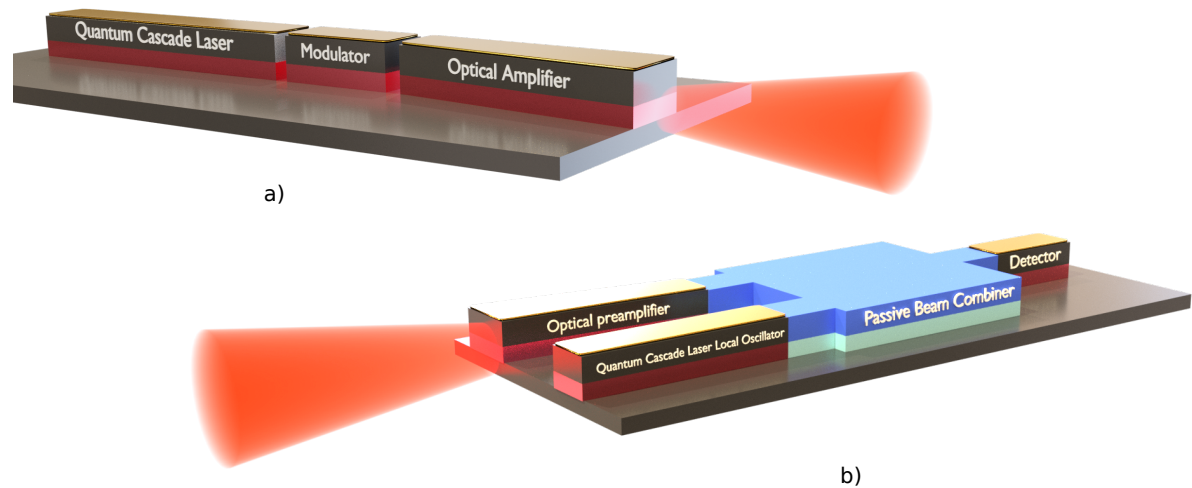 Quantum Cascade Laser
Modulator
Optical Amplifier
a)
Detector
Passive Beam Combiner
Optical preamplifier
Quantum Cascade Laser Local Oscillator
b)